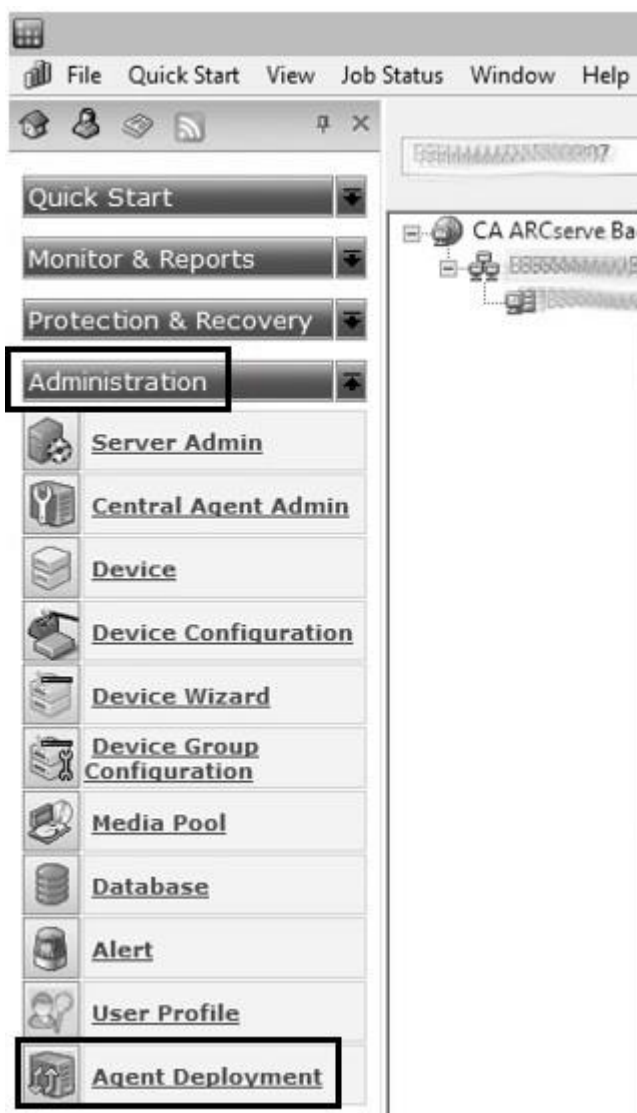 File Quick Start View Job Status Window Help
Quick Start
Monitor & Reports
Protection & Recovery
Administration
Server Admin
Central Agent Admin
Device
Device Configuration
Device Wizard
Device Group
Configuration
Media Pool
Database
Alert
User Profile
Agent Deployment
CA ARCserve Ba